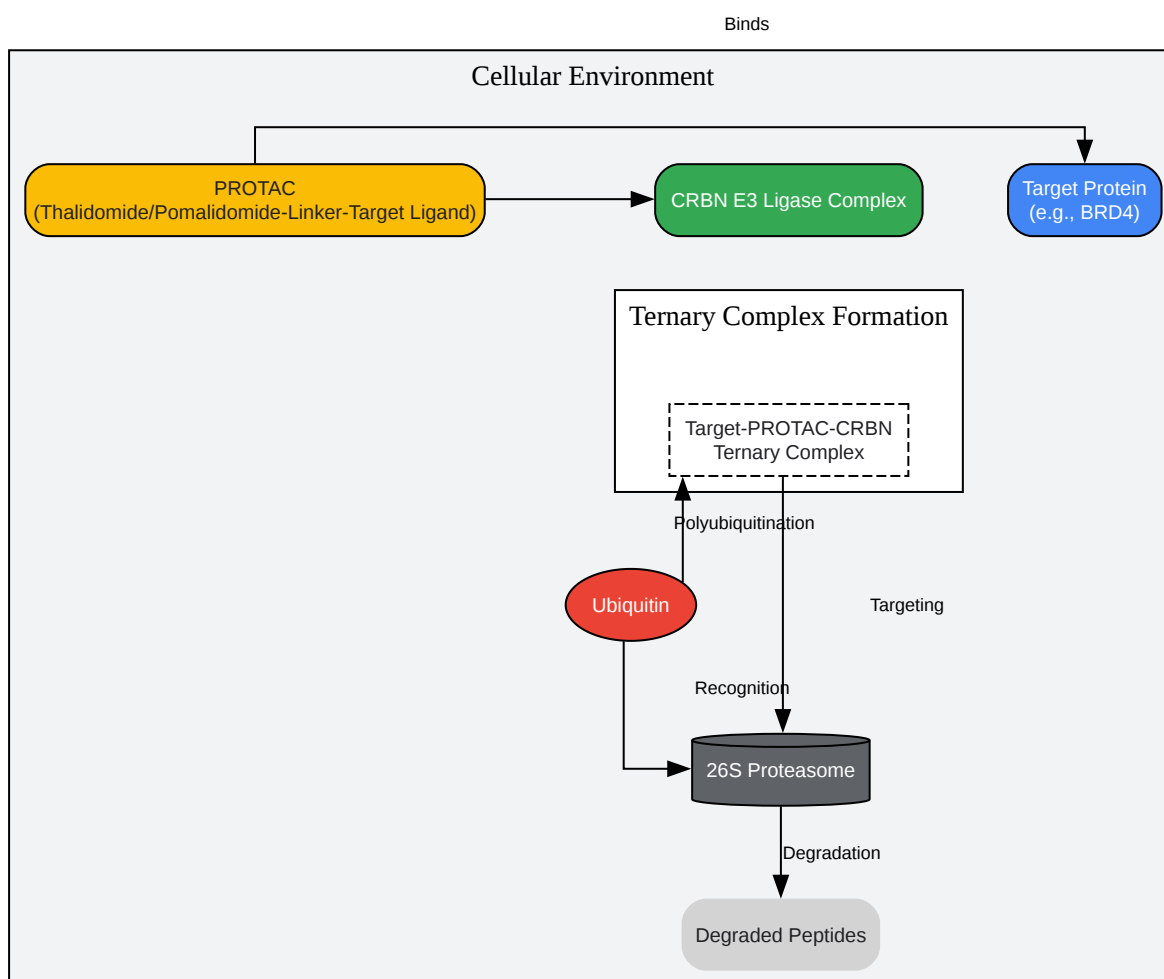 Binds
Cellular Environment
PROTAC
(Thalidomide/Pomalidomide-Linker-Target Ligand)
CRBN E3 Ligase Complex
Target Protein
(e.g., BRD4)
Ternary Complex Formation
Target-PROTAC-CRBN
Ternary Complex
Polyubiquitination
Ubiquitin
Targeting
Recognition
26S Proteasome
Degradation
Degraded Peptides